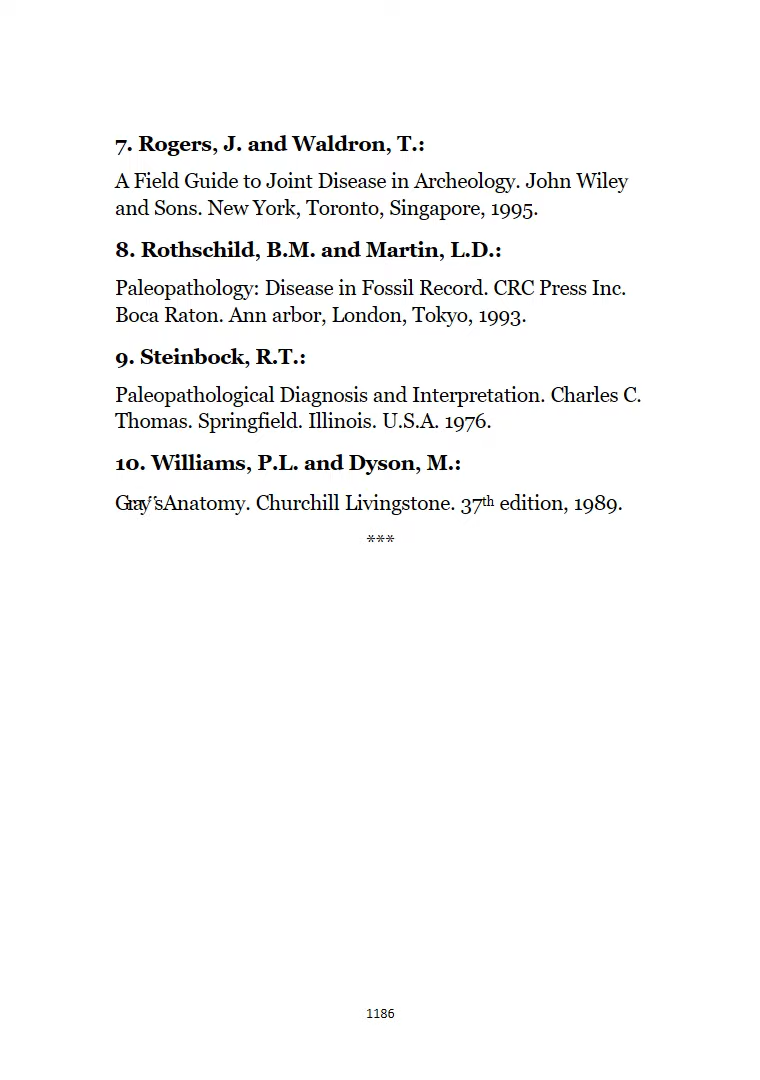 7. Rogers, J. and Waldron, T.:
A Field Guide to Joint Disease in Archeology. John Wiley
and Sons. New York, Toronto, Singapore, 1995.
8. Rothschild, B.M. and Martin, L.D.:
Paleopathology: Disease in Fossil Record. CRC Press Inc.
Boca Raton. Ann arbor, London, Tokyo, 1993.
9. Steinbock, R.T.:
Paleopathological Diagnosis and Interpretation. Charles C.
Thomas. Springfield. Illinois. U.S.A. 1976.
10. Williams, P.L. and Dyson, M.:
Gray's Anatomy. Churchill Livingstone. 37th edition, 1989.
***
1186